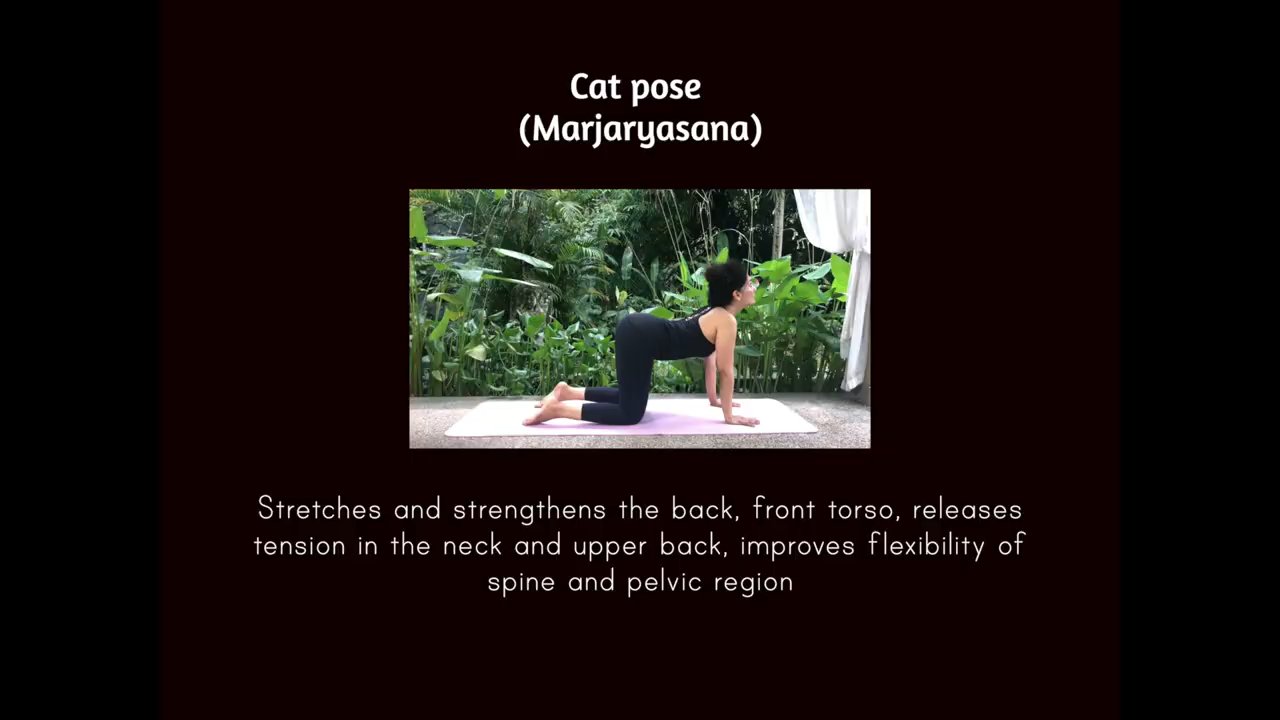 Cat pose
(Marjaryasana)
Stretches and strengthens the back, front torso, releases
tension in the neck and upper back, improves flexibility of
spine and pelvic region